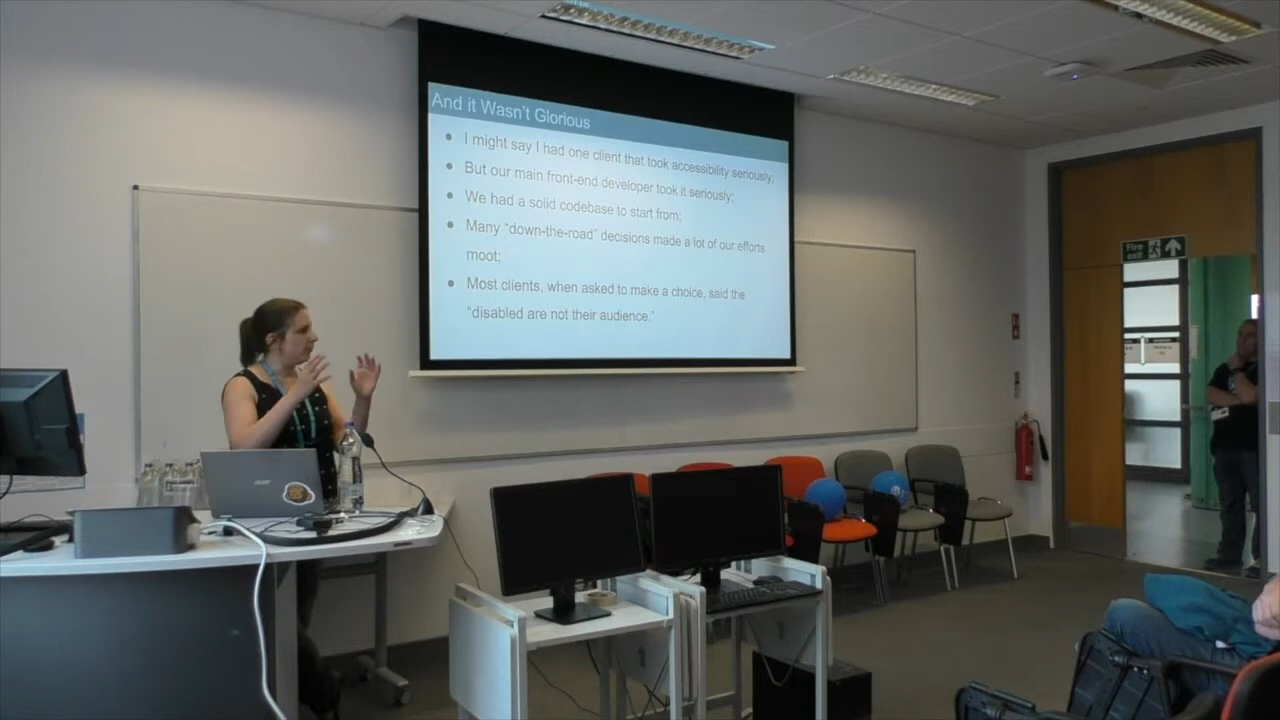 And it Wasn't Glorious
I might say I had one client that took accessibility seriously;
But our main front-end developer took it seriously;
We had a solid codebase to start from;
Many "down-the-road" decisions made a lot of our efforts
moot;
Most clients, when asked to make a choice, said the
"disabled are not their audience."
Fire
exit
acer